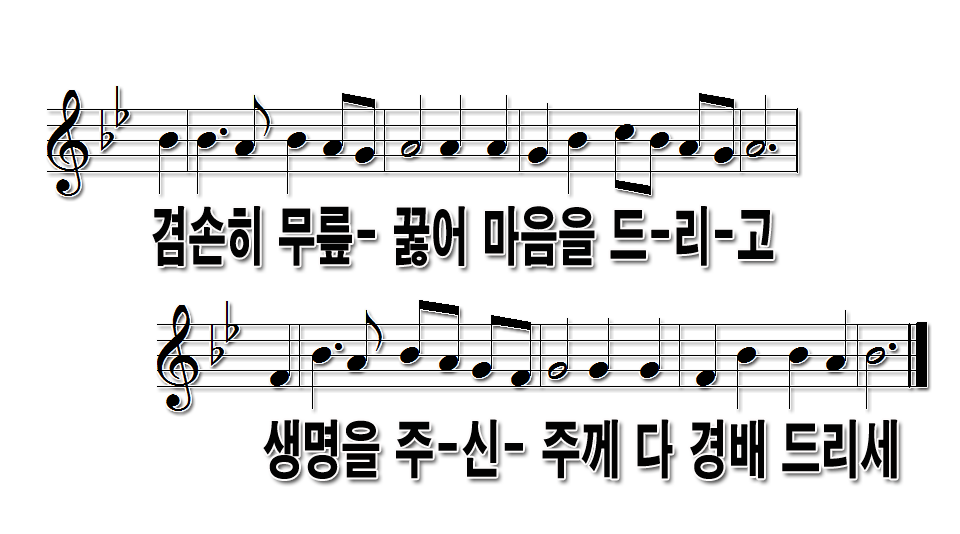 겸손히 무릎- 꿇어 마음을 드-리-고
생명을 주-신- 주께 다 경배 드리세